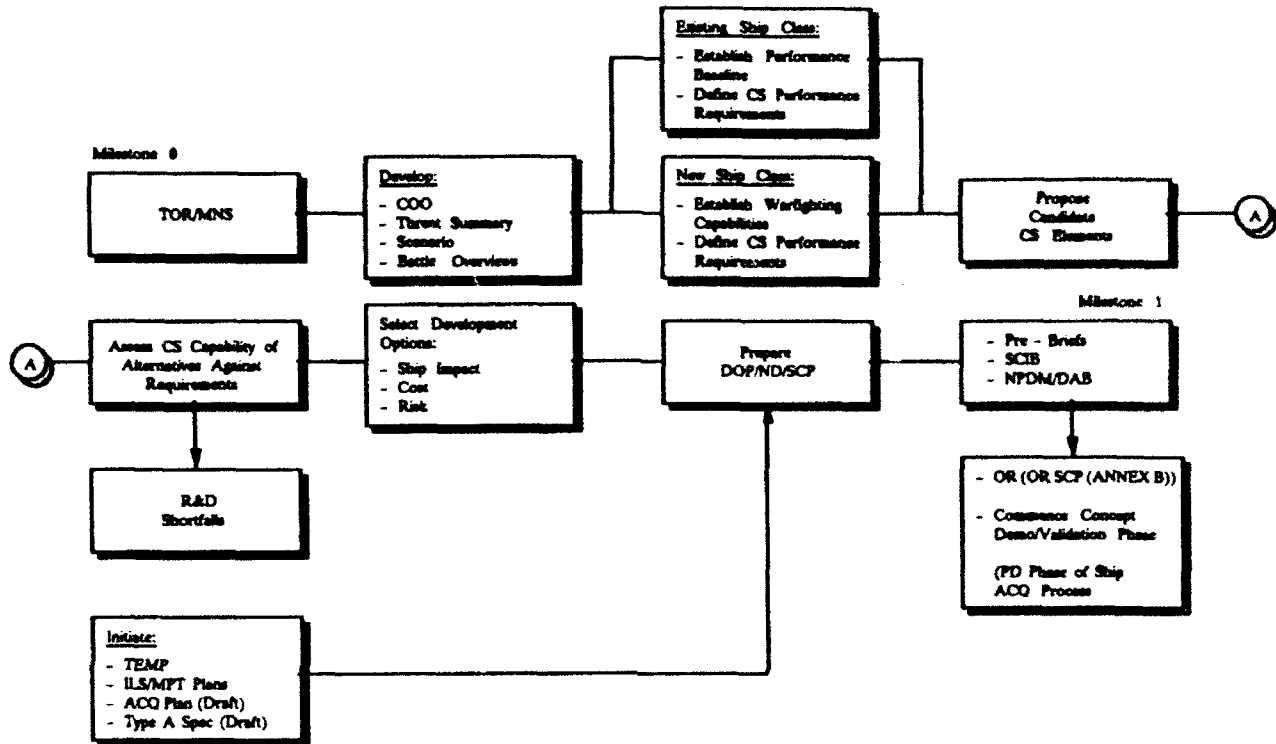 Existing Ship Class:
- Establish Performance
Baseline
- Define CS Performance
Requirements
Milestone 0
TOR/MNS
Develop:
- COO
- Threat Summary
- Scenario
- Battle Overviews
New Ship Class:
- Establish Warfighting
Capabilities
- Define CS Performance
Requirements
Propose
Candidate
CS Elements
A
Milestone 1
A
Assess CS Capability of
Alternatives Against
Requirements
Select Development
Options:
- Ship Impact
- Cost
- Risk
Prepare
DOP/ND/SCP
- Pre - Briefs
- SCIB
- NPDM/DAB
R&D
Shortfalls
- OR (OR SCP (ANNEX B))
- Commence Concept
Demo/Validation Phase
(PD Phase of Ship
ACQ Process
Initiate:
- TEMP
- ILS/MPT Plans
- ACQ Plan (Draft)
- Type A Spec (Draft)